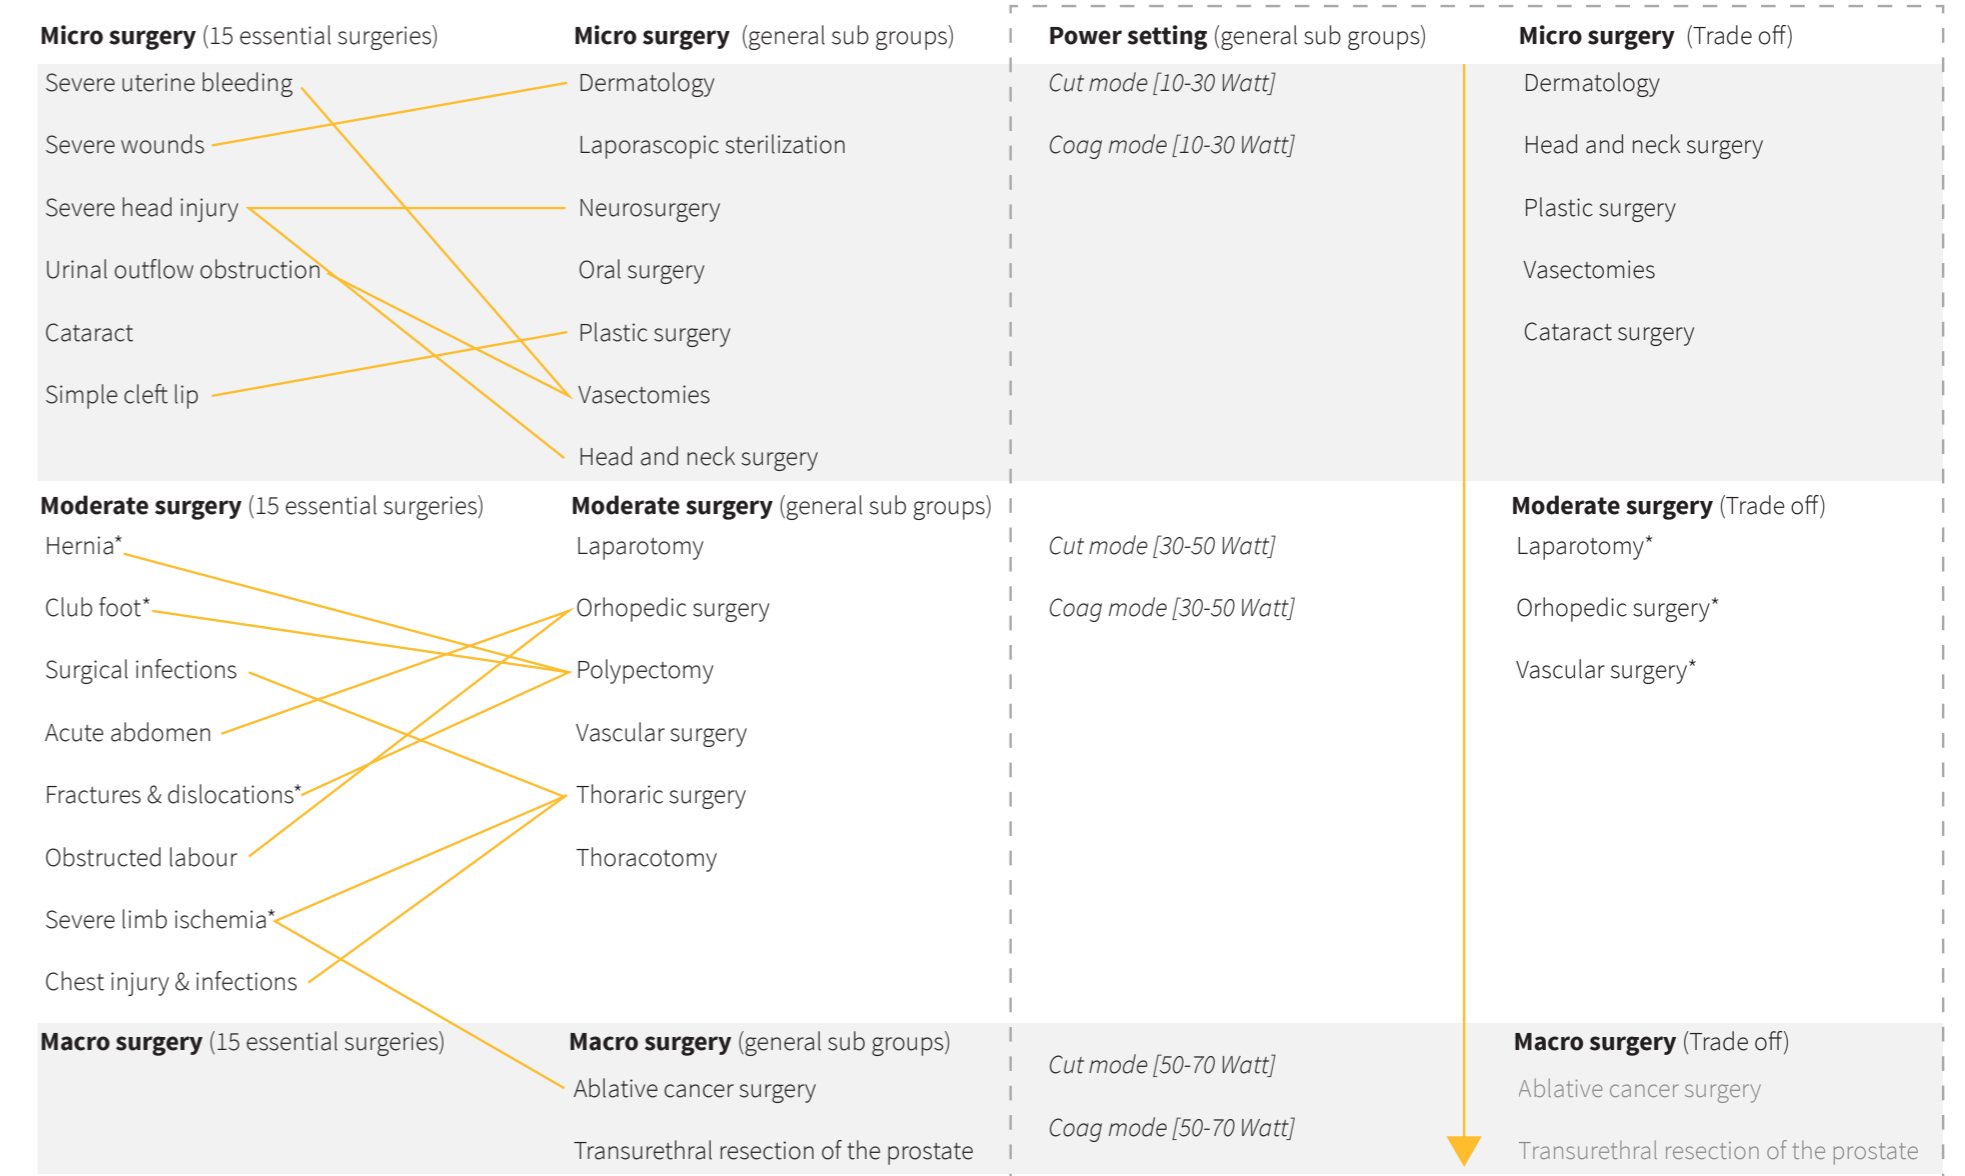 Micro surgery (15 essential surgeries)
Severe uterine bleeding
Severe wounds
Severe head injury
Urinal outflow obstruction
Cataract
Simple cleft lip
Micro surgery (general sub groups)
Dermatology
Laporascopic sterilization
Neurosurgery
Oral surgery
Plastic surgery
Vasectomies
Head and neck surgery
Power setting (general sub groups)
Cut mode [10-30 Watt]
Coag mode [10-30 Watt]
Micro surgery (Trade off)
Dermatology
Head and neck surgery
Plastic surgery
Vasectomies
Cataract surgery
Moderate surgery (15 essential surgeries)
Hernia*
Club foot*
Surgical infections
Acute abdomen
Fractures & dislocations*
Obstructed labour
Severe limb ischemia*
Chest injury & infections
Moderate surgery (general sub groups)
Laparotomy
Orhopedic surgery
Polypectomy
Vascular surgery
Thoraric surgery
Thoracotomy
Cut mode [30-50 Watt]
Coag mode [30-50 Watt]
Moderate surgery (Trade off)
Laparotomy*
Orhopedic surgery*
Vascular surgery*
Macro surgery (15 essential surgeries)
Macro surgery (general sub groups)
Ablative cancer surgery
Transurethral resection of the prostate
Cut mode [50-70 Watt]
Coag mode [50-70 Watt]
Macro surgery (Trade off)
Ablative cancer surgery
Transurethral resection of the prostate